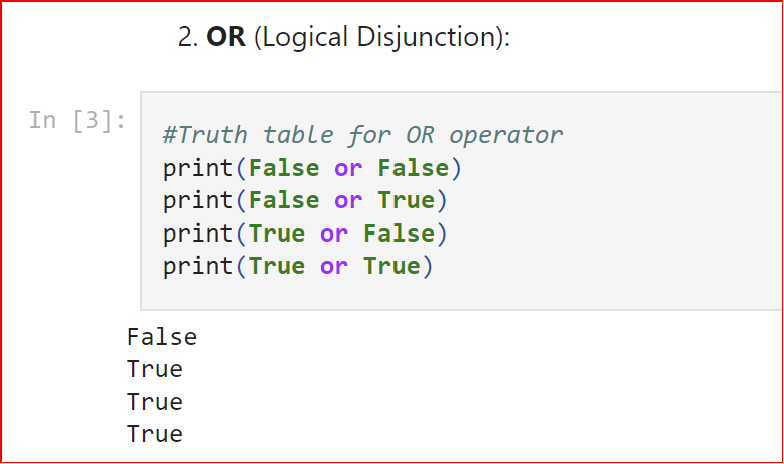 2. OR (Logical Disjunction):
In [3]:
#Truth table for OR operator
print(False or False)
print(False or True)
print(True or False)
print(True or True)
False
True
True
True